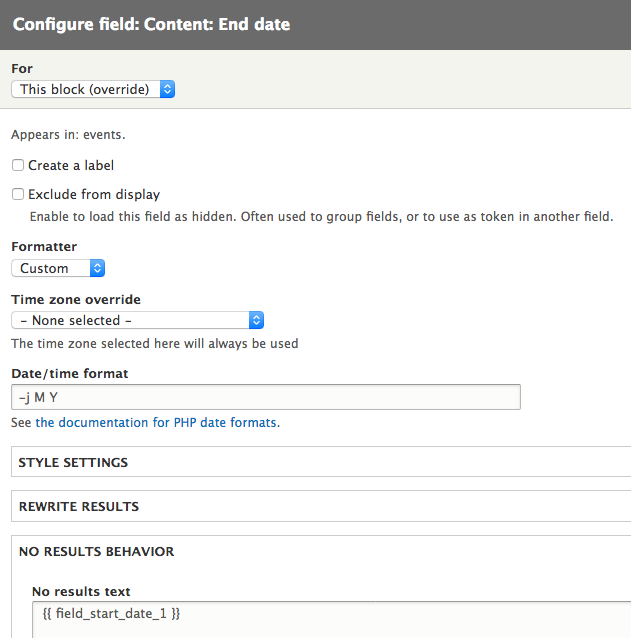 Configure field: Content: End date
For
This block (override)
Appears in: events.
Create a label
Exclude from display
Enable to load this field as hidden. Often used to group fields, or to use as token in another field.
Formatter
Custom
Time zone override
- None selected -
The time zone selected here will always be used
Date/time format
-j M Y
See the documentation for PHP date formats.
STYLE SETTINGS
REWRITE RESULTS
NO RESULTS BEHAVIOR
No results text
{{ field_start_date_1 }}